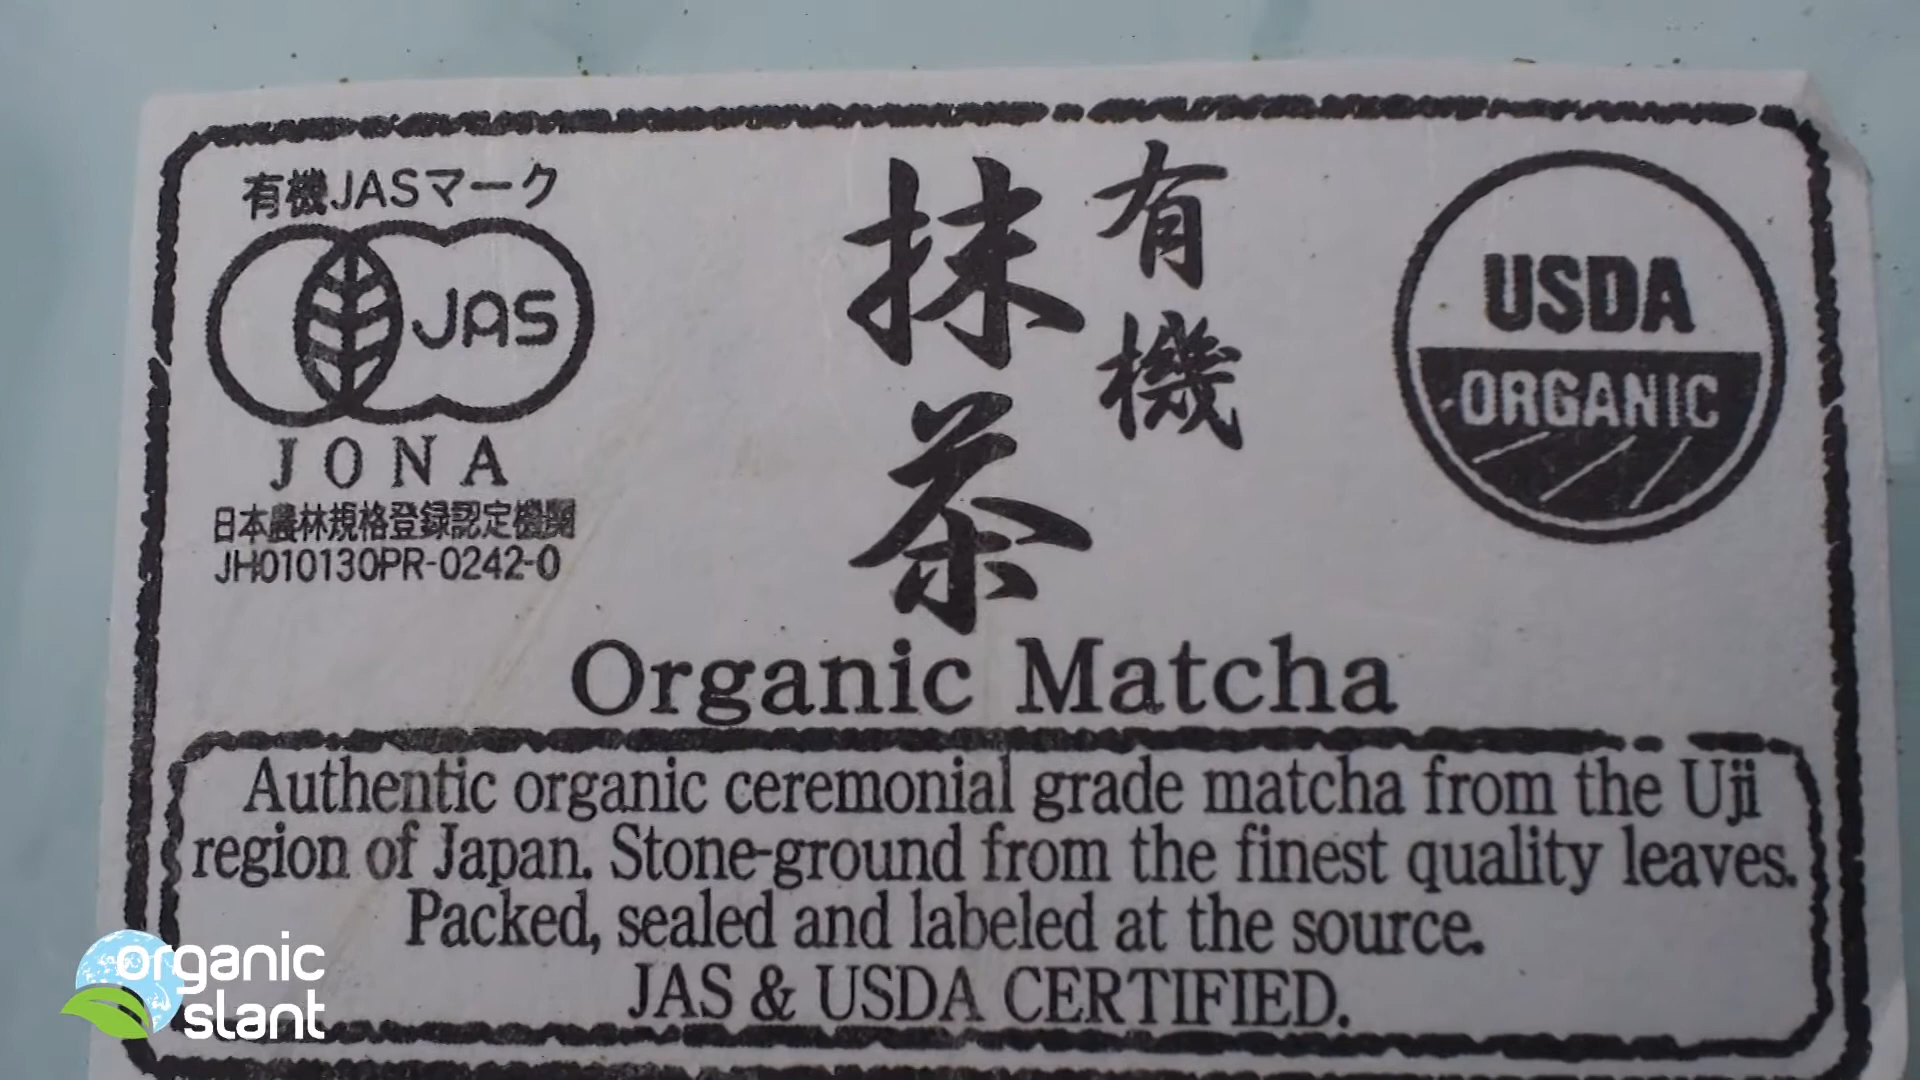 有機JASマーク
JAS
JONA
日本農林規格登録認定機関
JH010130PR-0242-0
有機
抹茶
USDA
ORGANIC
Organic Matcha
Authentic organic ceremonial grade matcha from the Uji
region of Japan. Stone-ground from the finest quality leaves.
Packed, sealed and labeled at the source.
JAS & USDA CERTIFIED.
organic
slant